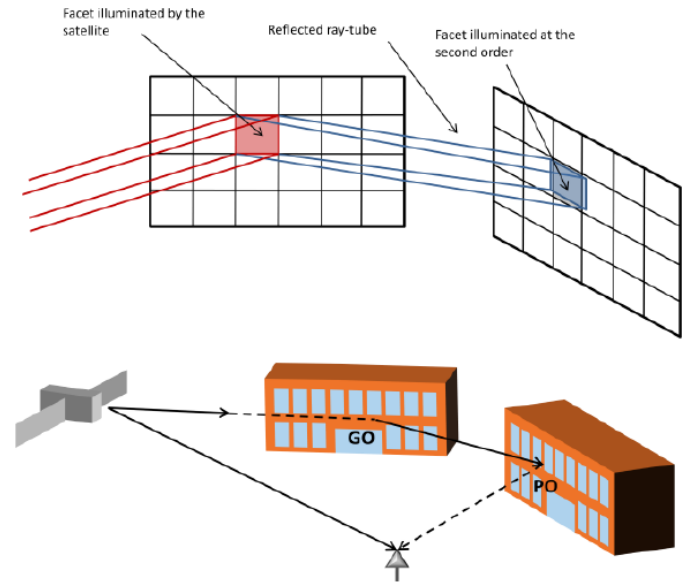 Facet illuminated by the
satellite
Reflected ray-tube
Facet illuminated at the
second order
GO
PO